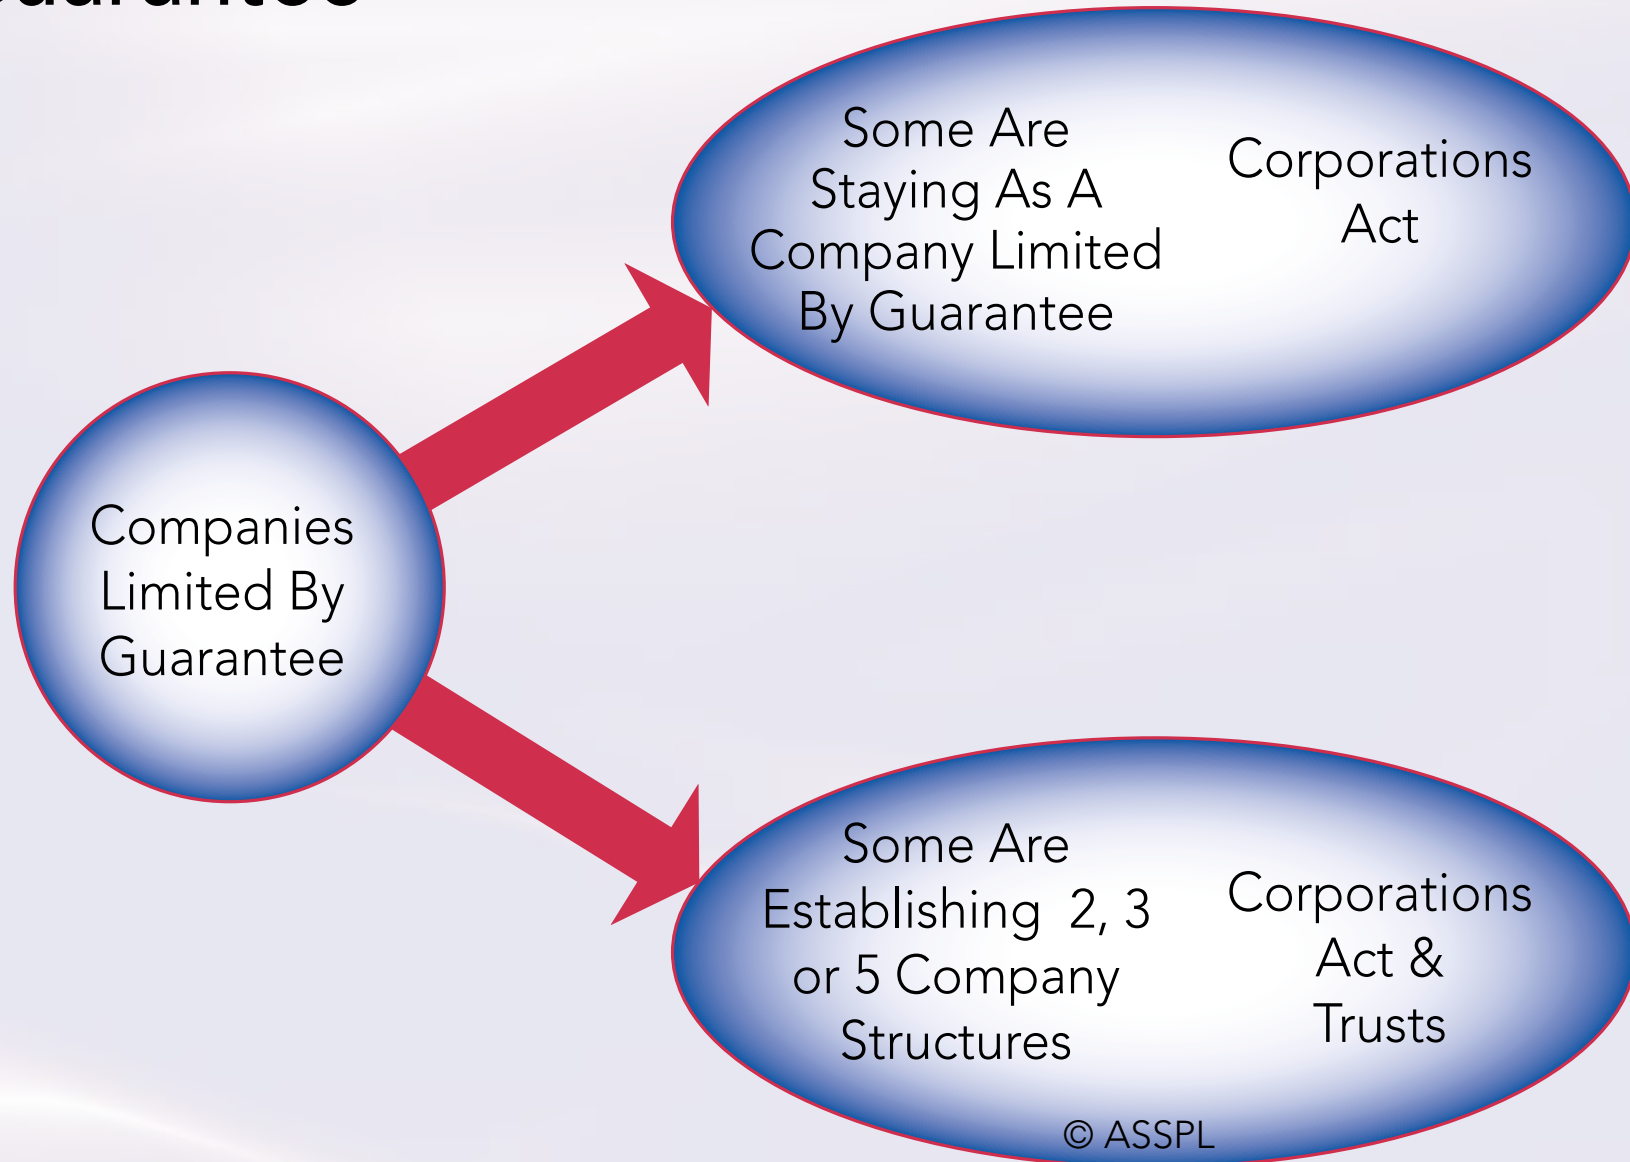 Companies
Limited By
Guarantee
Some Are
Staying As A
Company Limited
By Guarantee
Corporations
Act
Some Are
Establishing 2, 3
or 5 Company
Structures
Corporations
Act &
Trusts
© ASSPL